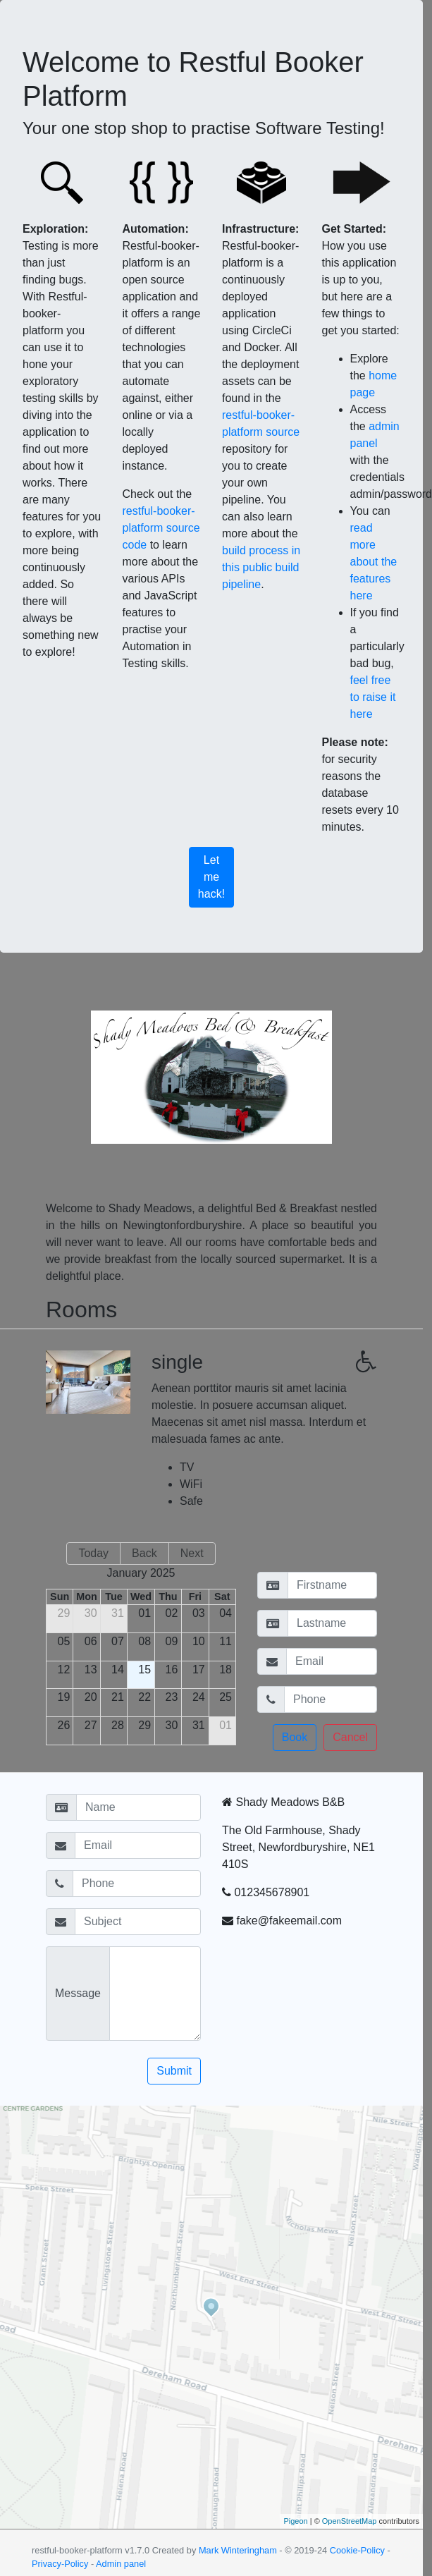 Welcome to Restful Booker
Platform
Your one stop shop to practise Software Testing!
Exploration:
Testing is more
than just
finding bugs.
With Restful-
booker-
platform you
can use it to
hone your
exploratory
testing skills by
diving into the
application to
find out more
about how it
works. There
are many
features for you
to explore, with
more being
continuously
added. So
there will
always be
something new
to explore!
Automation:
Restful-booker-
platform is an
open source
application and
it offers a range
of different
technologies
that you can
automate
against, either
online or via a
locally
deployed
instance.
Check out the
restful-booker-
platform source
code to learn
more about the
various APIs
and JavaScript
features to
practise your
Automation in
Testing skills.
Infrastructure:
Restful-booker-
platform is a
continuously
deployed
application
using CircleCi
and Docker. All
the deployment
assets can be
found in the
restful-booker-
platform source
repository for
you to create
your own
pipeline. You
can also learn
more about the
build process in
this public build
pipeline.
Get Started:
How you use
this application
is up to you,
but here are a
few things to
get you started:
Explore
the home
page
Access
the admin
panel
with the
credentials
admin/password
You can
read
more
about the
features
here
If you find
a
particularly
bad bug,
feel free
to raise it
here
Please note:
for security
reasons the
database
resets every 10
minutes.
Let
me
hack!
Shady Meadows Bed & Breakfast
Welcome to Shady Meadows, a delightful Bed & Breakfast nestled
in the hills on Newingtonfordburyshire. A place so beautiful you
will never want to leave. All our rooms have comfortable beds and
we provide breakfast from the locally sourced supermarket. It is a
delightful place.
Rooms
single
Aenean porttitor mauris sit amet lacinia
molestie. In posuere accumsan aliquet.
Maecenas sit amet nisl massa. Interdum et
malesuada fames ac ante.
TV
WiFi
Safe
Today Back Next
January 2025
Sun Mon Tue Wed Thu Fri Sat
29 30 31 01 02 03 04
05 06 07 08 09 10 11
12 13 14 15 16 17 18
19 20 21 22 23 24 25
26 27 28 29 30 31 01
Firstname
Lastname
Email
Phone
Book Cancel
Name
Email
Phone
Subject
Message
Submit
Shady Meadows B&B
The Old Farmhouse, Shady
Street, Newfordburyshire, NE1
410S
012345678901
fake@fakeemail.com
CENTRE GARDENS
Nile Street
Brightys Opening
Speke Street
Grant Street
Livingstone Street
Northumberland Street
Nicholas Mews
Nelson Street
West End Street
West End Street
Dereham Road
Nelson Street
Dereham
Helena Road
Connaught Road
Alexandra Road
Pigeon | © OpenStreetMap contributors
restful-booker-platform v1.7.0 Created by Mark Winteringham - © 2019-24 Cookie-Policy -
Privacy-Policy - Admin panel